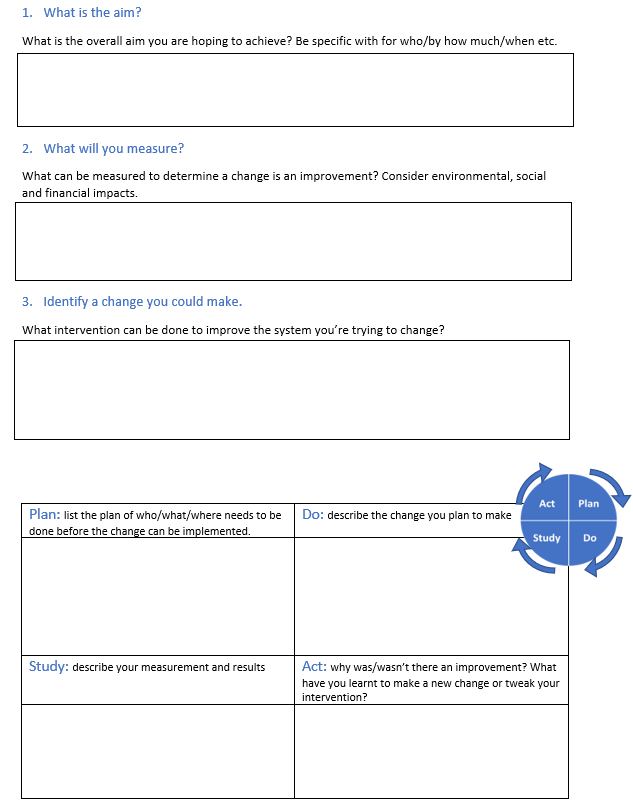 1. What is the aim?
What is the overall aim you are hoping to achieve? Be specific with for who/by how much/when etc.
2. What will you measure?
What can be measured to determine a change is an improvement? Consider environmental, social
and financial impacts.
3. Identify a change you could make.
What intervention can be done to improve the system you're trying to change?
Act
Plan
Study
Do
Plan: list the plan of who/what/where needs to be
done before the change can be implemented.
Do: describe the change you plan to make
Study: describe your measurement and results
Act: why was/wasn't there an improvement? What
have you learnt to make a new change or tweak your
intervention?